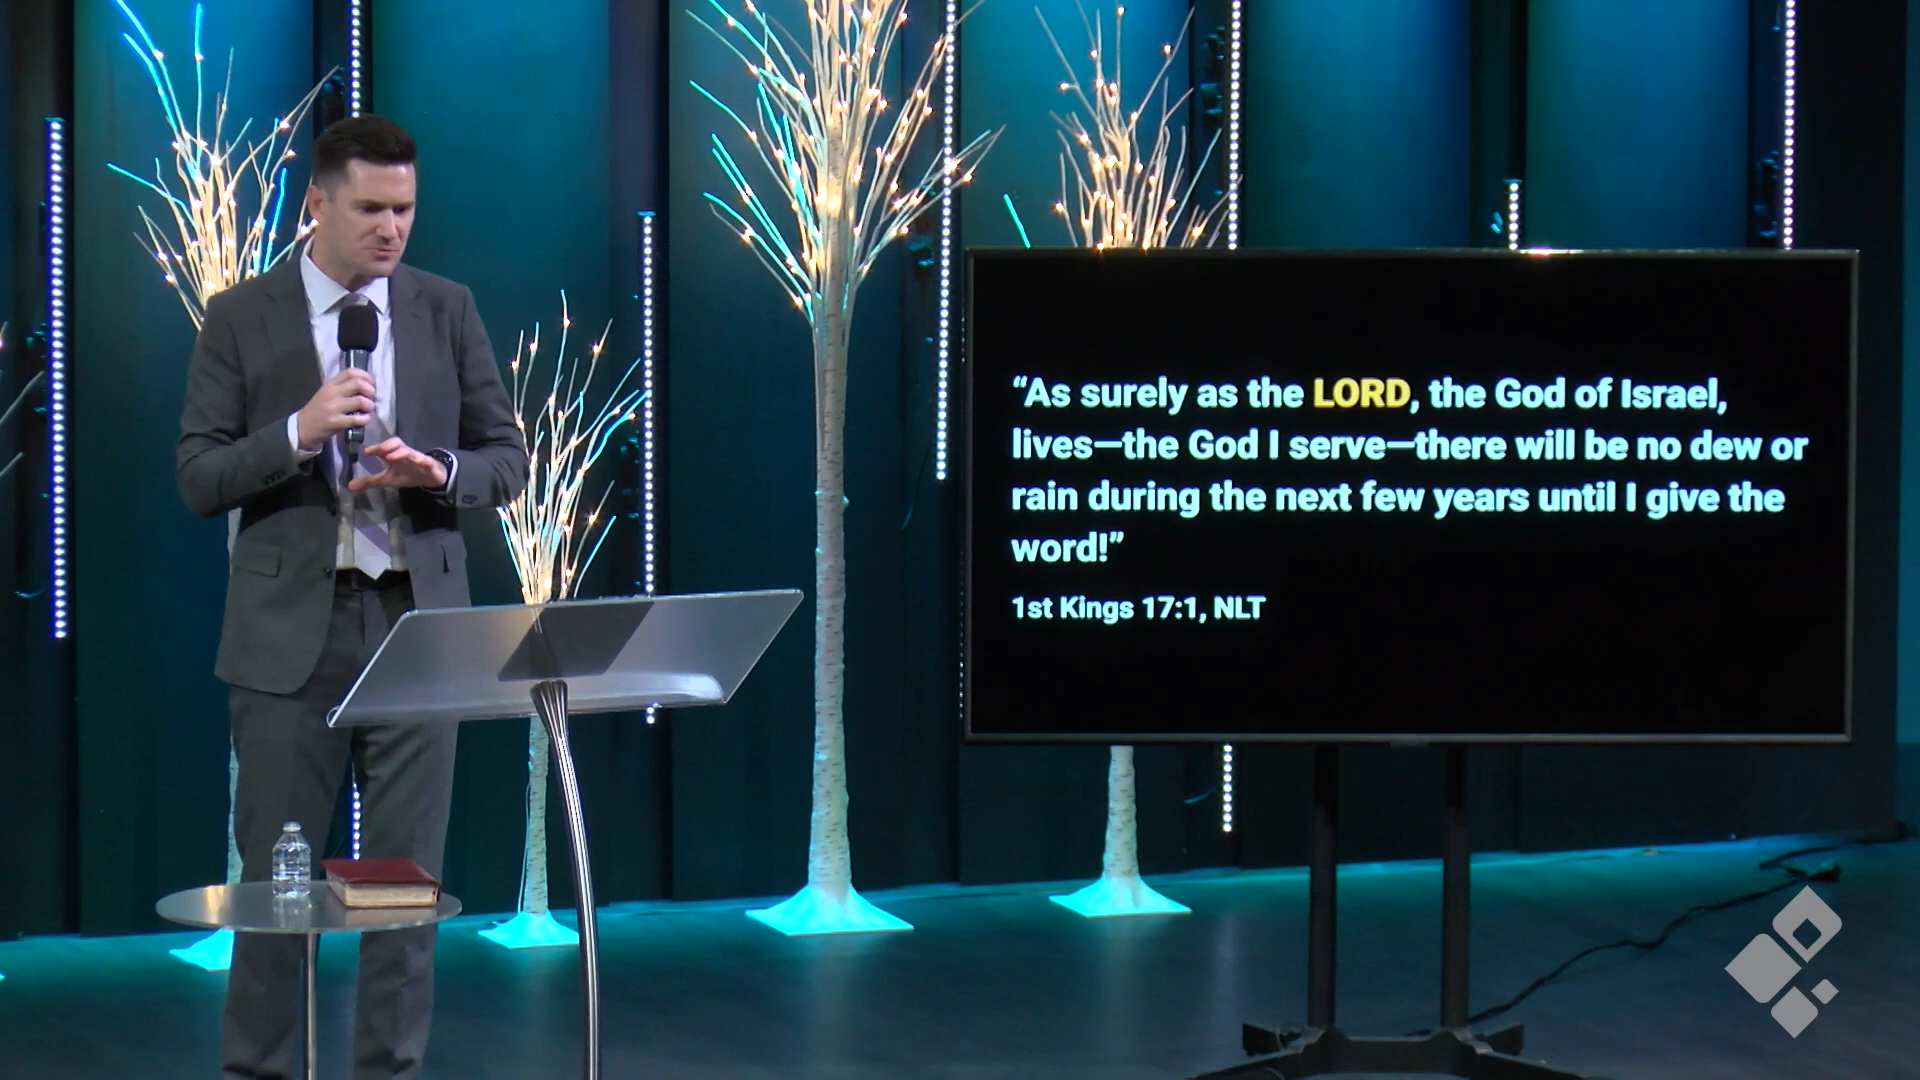 “As surely as the LORD, the God of Israel,
lives—the God I serve—there will be no dew or
rain during the next few years until I give the
word!”
1st Kings 17:1, NLT